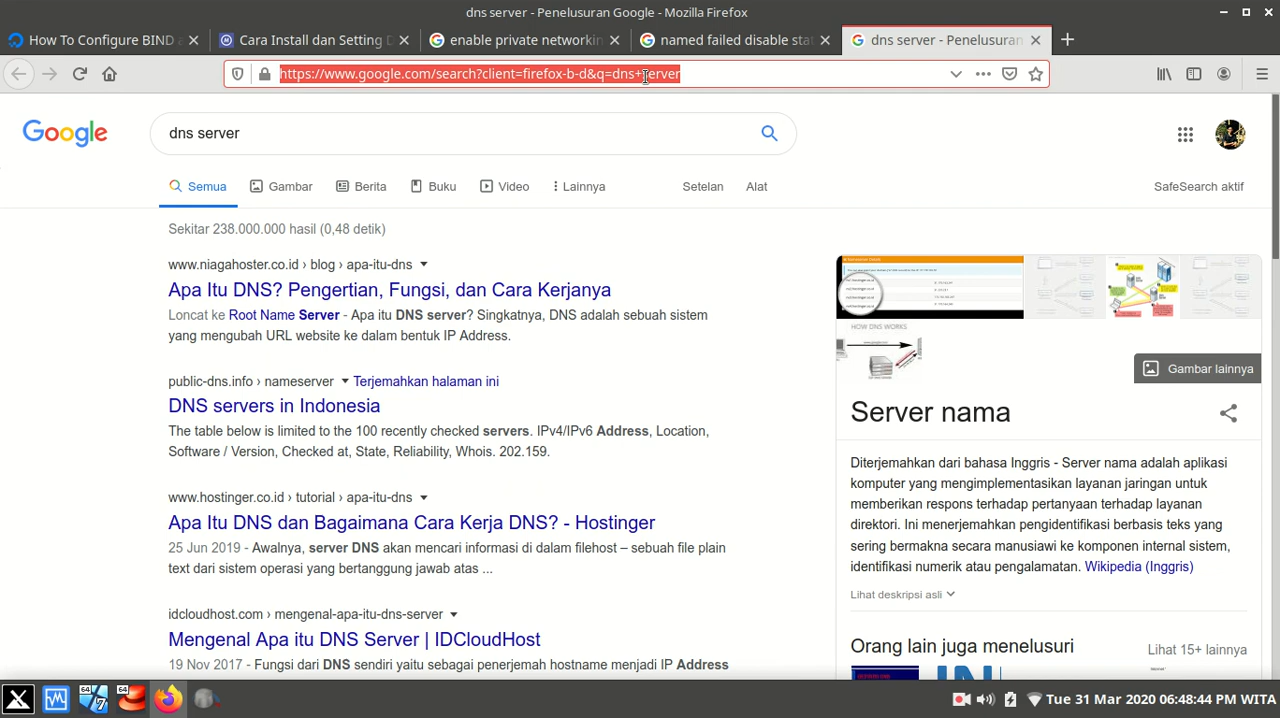 dns server - Penelusuran Google - Mozilla Firefox
How To Configure BIND a
Cara Install dan Setting D
enable private networkin
named failed disable stat
dns server - Penelusuran
https://www.google.com/search?client=firefox-b-d&q=dns+server
Google
dns server
Semua
Gambar
Berita
Buku
Video
Lainnya
Setelan
Alat
SafeSearch aktif
Sekitar 238.000.000 hasil (0,48 detik)
www.niagahoster.co.id › blog › apa-itu-dns
Apa Itu DNS? Pengertian, Fungsi, dan Cara Kerjanya
Loncat ke Root Name Server - Apa itu DNS server? Singkatnya, DNS adalah sebuah sistem
yang mengubah URL website ke dalam bentuk IP Address.
public-dns.info › nameserver Terjemahkan halaman ini
DNS servers in Indonesia
The table below is limited to the 100 recently checked servers. IPv4/IPv6 Address, Location,
Software / Version, Checked at, State, Reliability, Whois. 202.159.
www.hostinger.co.id › tutorial › apa-itu-dns
Apa Itu DNS dan Bagaimana Cara Kerja DNS? - Hostinger
25 Jun 2019 - Awalnya, server DNS akan mencari informasi di dalam filehost – sebuah file plain
text dari sistem operasi yang bertanggung jawab atas ...
idcloudhost.com › mengenal-apa-itu-dns-server
Mengenal Apa itu DNS Server | IDCloudHost
19 Nov 2017 - Fungsi dari DNS sendiri yaitu sebagai penerjemah hostname menjadi IP Address
HOW DNS WORKS
Gambar lainnya
Server nama
Diterjemahkan dari bahasa Inggris - Server nama adalah aplikasi
komputer yang mengimplementasikan layanan jaringan untuk
memberikan respons terhadap pertanyaan terhadap layanan
direktori. Ini menerjemahkan pengidentifikasi berbasis teks yang
sering bermakna secara manusiawi ke komponen internal sistem,
identifikasi numerik atau pengalamatan. Wikipedia (Inggris)
Lihat deskripsi asli
Orang lain juga menelusuri
Lihat 15+ lainnya
64
7
64
Tue 31 Mar 2020 06:48:44 PM WITA